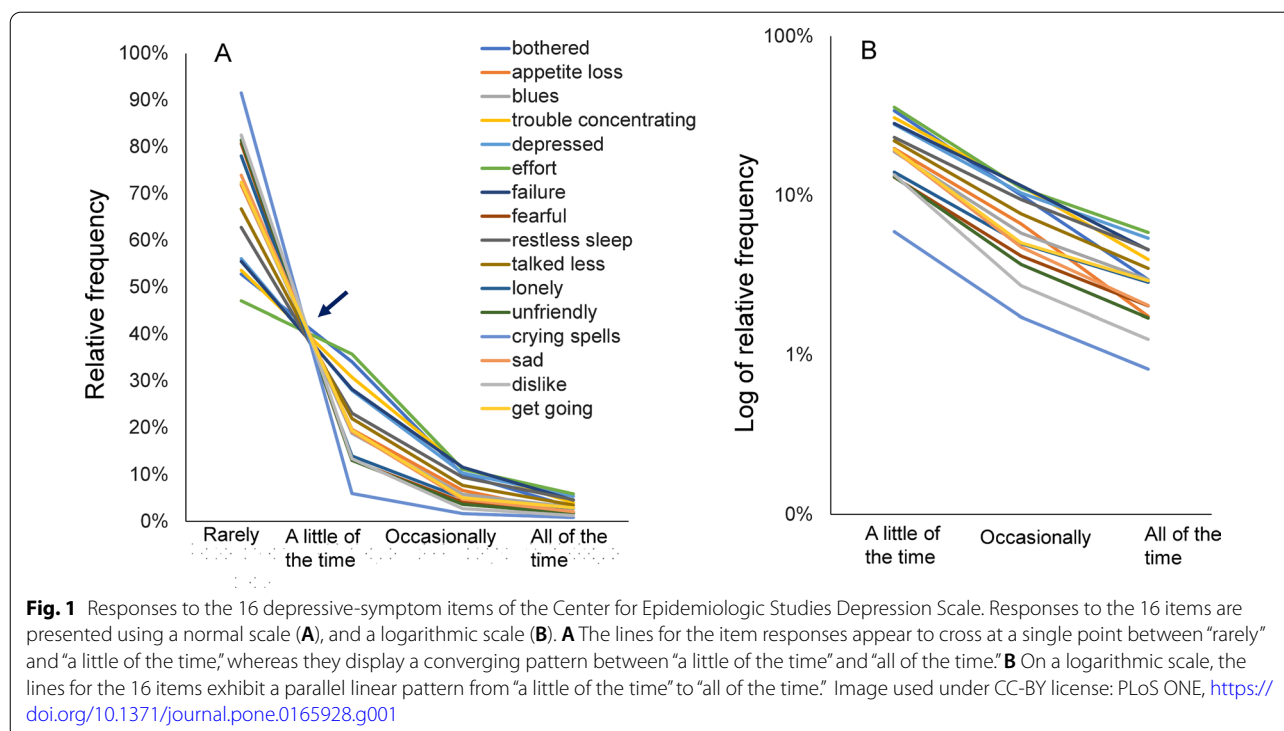 A
100%
90%
80%
70%
60%
50%
40%
30%
20%
10%
0%
Relative frequency
Rarely
A little of
the time
Occasionally
All of the
time
bothered
appetite loss
blues
trouble concentrating
depressed
effort
failure
fearful
restless sleep
talked less
lonely
unfriendly
crying spells
sad
dislike
get going
B
100%
10%
1%
0%
Log of relative frequency
A little of
the time
Occasionally
All of the
time
Fig. 1 Responses to the 16 depressive-symptom items of the Center for Epidemiologic Studies Depression Scale. Responses to the 16 items are
presented using a normal scale (A), and a logarithmic scale (B). A The lines for the item responses appear to cross at a single point between “rarely”
and “a little of the time,” whereas they display a converging pattern between “a little of the time” and “all of the time.” B On a logarithmic scale, the
lines for the 16 items exhibit a parallel linear pattern from “a little of the time” to “all of the time.” Image used under CC-BY license: PLoS ONE, https://
doi.org/10.1371/journal.pone.0165928.g001